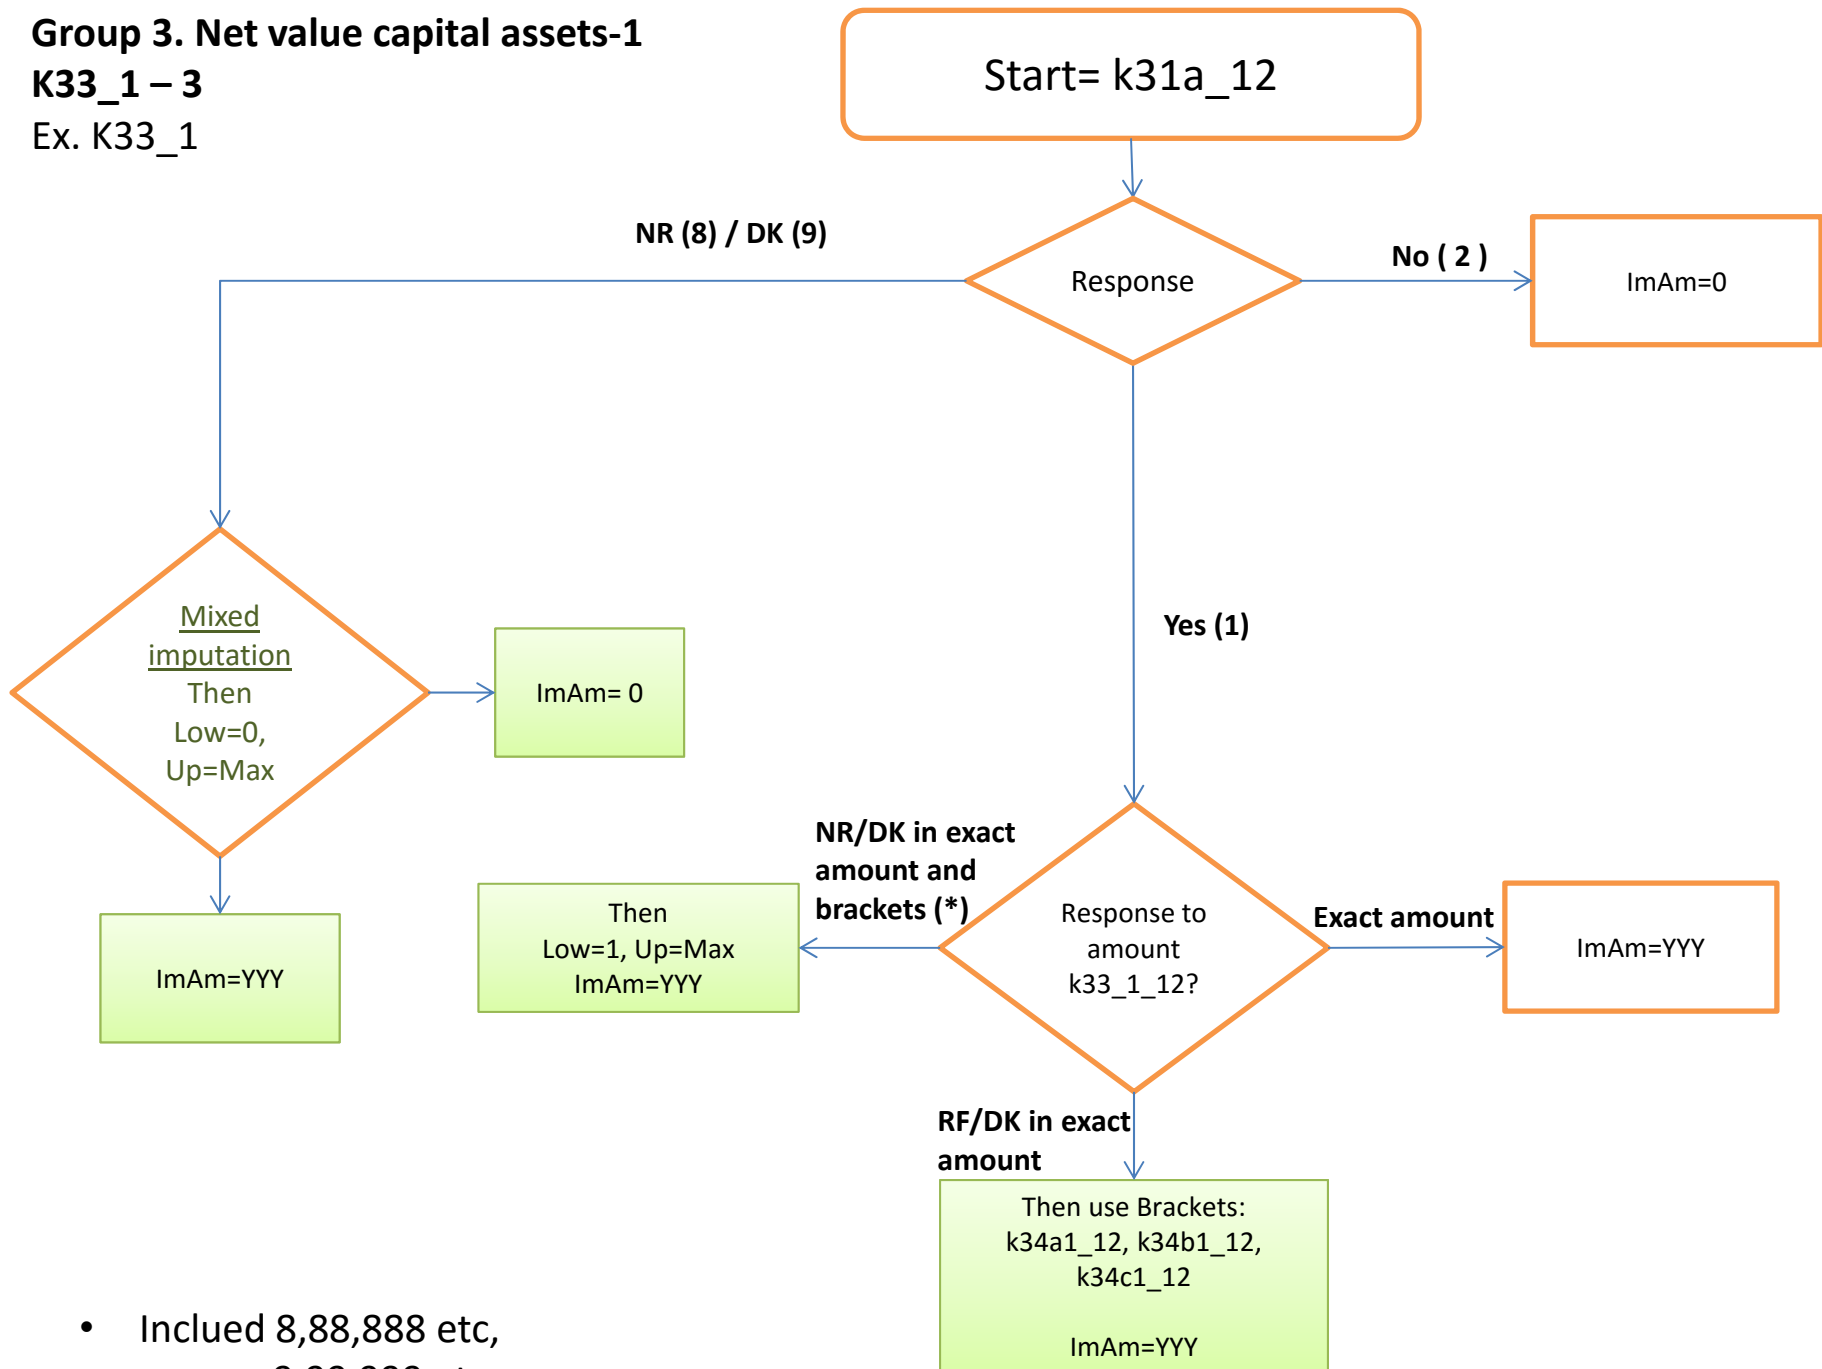 Group 3. Net value capital assets-1
K33_1 – 3
Ex. K33_1
Start= k31a_12
NR (8) / DK (9)
Response
No ( 2 )
ImAm=0
Yes (1)
Mixed
imputation
Then
Low=0,
Up=Max
ImAm= 0
ImAm=YYY
NR/DK in exact
amount and
brackets (*)
Then
Low=1, Up=Max
ImAm=YYY
Response to
amount
k33_1_12?
Exact amount
ImAm=YYY
RF/DK in exact
amount
Then use Brackets:
k34a1_12, k34b1_12,
k34c1_12
ImAm=YYY
• Inclued 8,88,888 etc,